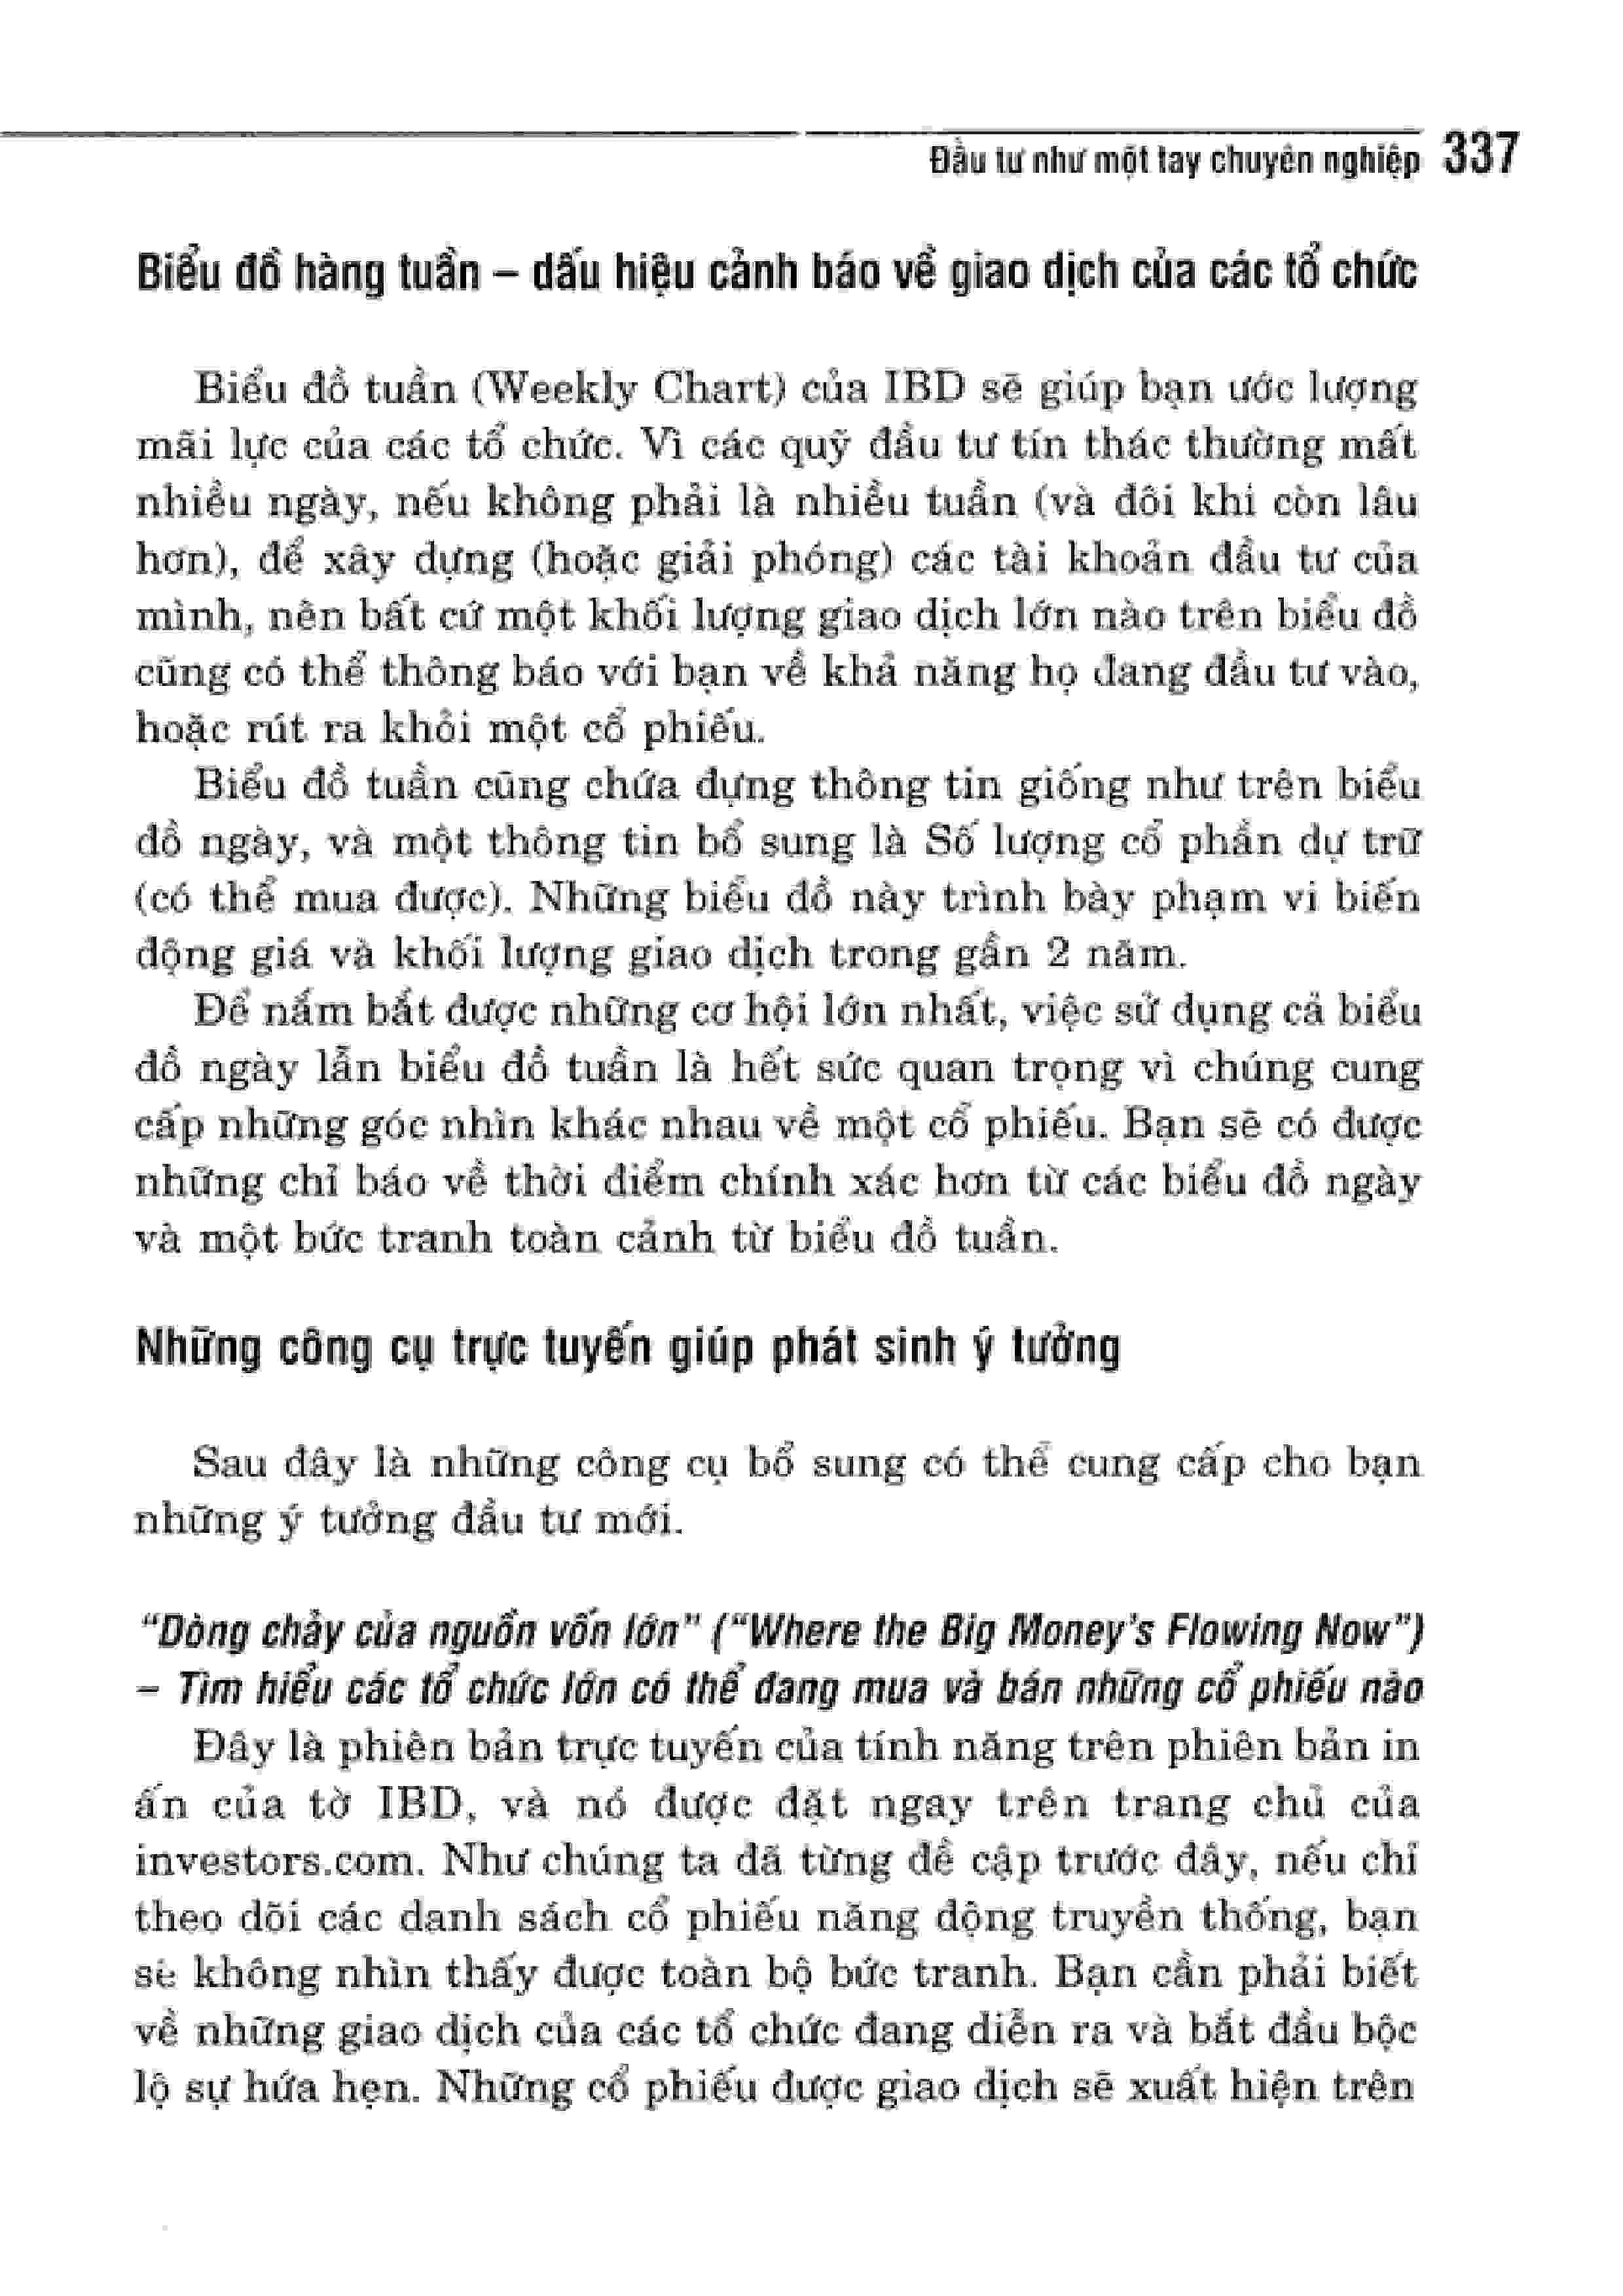 Đầu tư như một tay chuyên nghiệp 337
Biểu đồ hàng tuần – dấu hiệu cảnh báo về giao dịch của các tổ chức
Biểu đồ tuần (Weekly Chart) của IBD sẽ giúp bạn ước lượng
mãi lực của các tổ chức. Vì các quỹ đầu tư tín thác thường mất
nhiều ngày, nếu không phải là nhiều tuần (và đôi khi còn lâu
hơn), để xây dựng (hoặc giải phóng) các tài khoản đầu tư của
mình, nên bất cứ một khối lượng giao dịch lớn nào trên biểu đồ
cũng có thể thông báo với bạn về khả năng họ đang đầu tư vào,
hoặc rút ra khỏi một cổ phiếu.
Biểu đồ tuần cũng chứa đựng thông tin giống như trên biểu
đồ ngày, và một thông tin bổ sung là Số lượng cổ phần dự trữ
(có thể mua được). Những biểu đồ này trình bày phạm vi biến
động giá và khối lượng giao dịch trong gần 2 năm.
Để nắm bắt được những cơ hội lớn nhất, việc sử dụng cả biểu
đồ ngày lẫn biểu đồ tuần là hết sức quan trọng vì chúng cung
cấp những góc nhìn khác nhau về một cổ phiếu. Bạn sẽ có được
những chỉ báo về thời điểm chính xác hơn từ các biểu đồ ngày
và một bức tranh toàn cảnh từ biểu đồ tuần.
Những công cụ trực tuyến giúp phát sinh ý tưởng
Sau đây là những công cụ bổ sung có thể cung cấp cho bạn
những ý tưởng đầu tư mới.
“Dòng chảy của nguồn vốn lớn” (“Where the Big Money’s Flowing Now”)
– Tìm hiểu các tổ chức lớn có thể đang mua và bán những cổ phiếu nào
Đây là phiên bản trực tuyến của tính năng trên phiên bản in
ấn của tờ IBD, và nó được đặt ngay trên trang chủ của
investors.com. Như chúng ta đã từng đề cập trước đây, nếu chỉ
theo dõi các danh sách cổ phiếu năng động truyền thống, bạn
sẽ không nhìn thấy được toàn bộ bức tranh. Bạn cần phải biết
về những giao dịch của các tổ chức đang diễn ra và bắt đầu bộc
lộ sự hứa hẹn. Những cổ phiếu được giao dịch sẽ xuất hiện trên